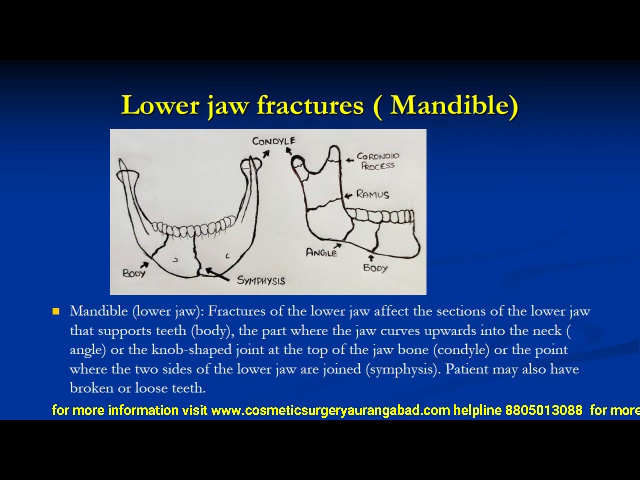 Lower jaw fractures ( Mandible)
CONDYLE
CORONOID
PROCESS
RAMUS
ANGLE
BODY
BODY
SYMPHYSIS
Mandible (lower jaw): Fractures of the lower jaw affect the sections of the lower jaw
that supports teeth (body), the part where the jaw curves upwards into the neck (
angle) or the knob-shaped joint at the top of the jaw bone (condyle) or the point
where the two sides of the lower jaw are joined (symphysis). Patient may also have
broken or loose teeth.
for more information visit www.cosmeticsurgeryaurangabad.com helpline 8805013088 for more